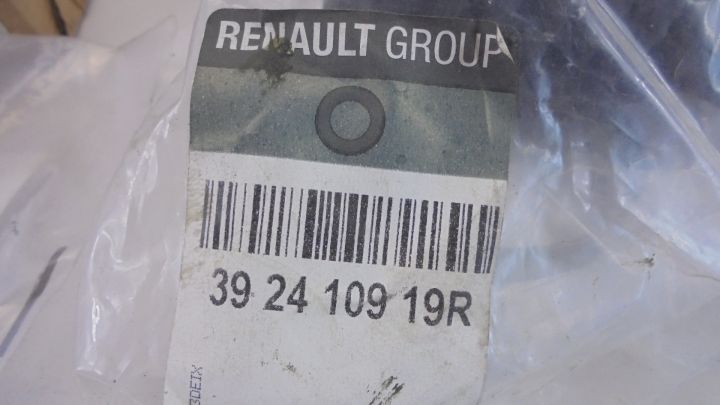 RENAULT GROUP
39 24 109 19R